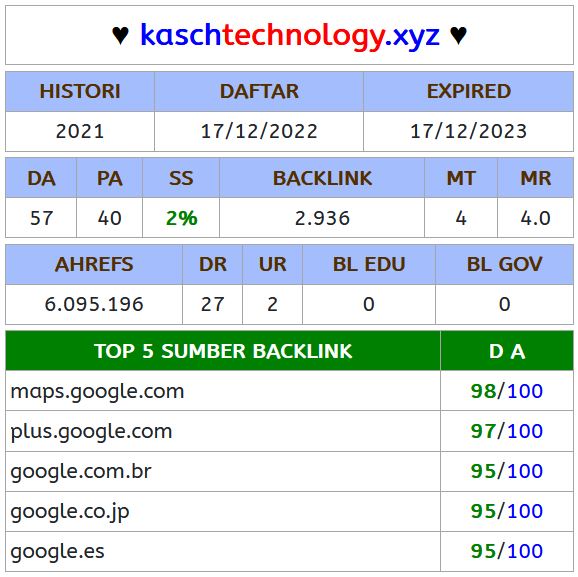 ♥ kaschtechnology.xyz ♥
HISTORI DAFTAR EXPIRED
2021 17/12/2022 17/12/2023
DA PA SS BACKLINK MT MR
57 40 2% 2.936 4 4.0
AHREFS DR UR BL EDU BL GOV
6.095.196 27 2 0 0
TOP 5 SUMBER BACKLINK D A
maps.google.com 98/100
plus.google.com 97/100
google.com.br 95/100
google.co.jp 95/100
google.es 95/100